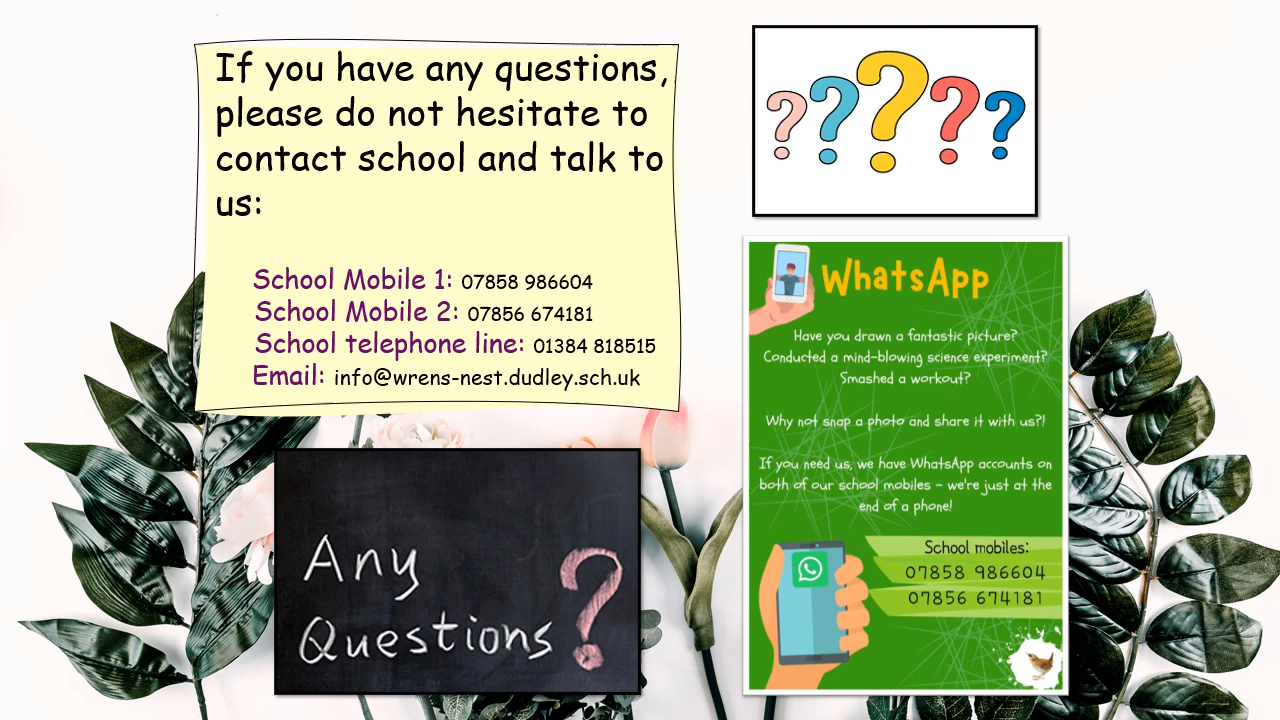 If you have any questions,
please do not hesitate to
contact school and talk to
us:
School Mobile 1: 07858 986604
School Mobile 2: 07856 674181
School telephone line: 01384 818515
Email: info@wrens-nest.dudley.sch.uk
? ? ? ? ?
Any
Questions ?
WhatsApp
Have you drawn a fantastic picture?
Conducted a mind-blowing science experiment?
Smashed a workout?
Why not snap a photo and share it with us?!
If you need us, we have WhatsApp accounts on
both of our school mobiles - we're just at the
end of a phone!
School mobiles:
07858 986604
07856 674181